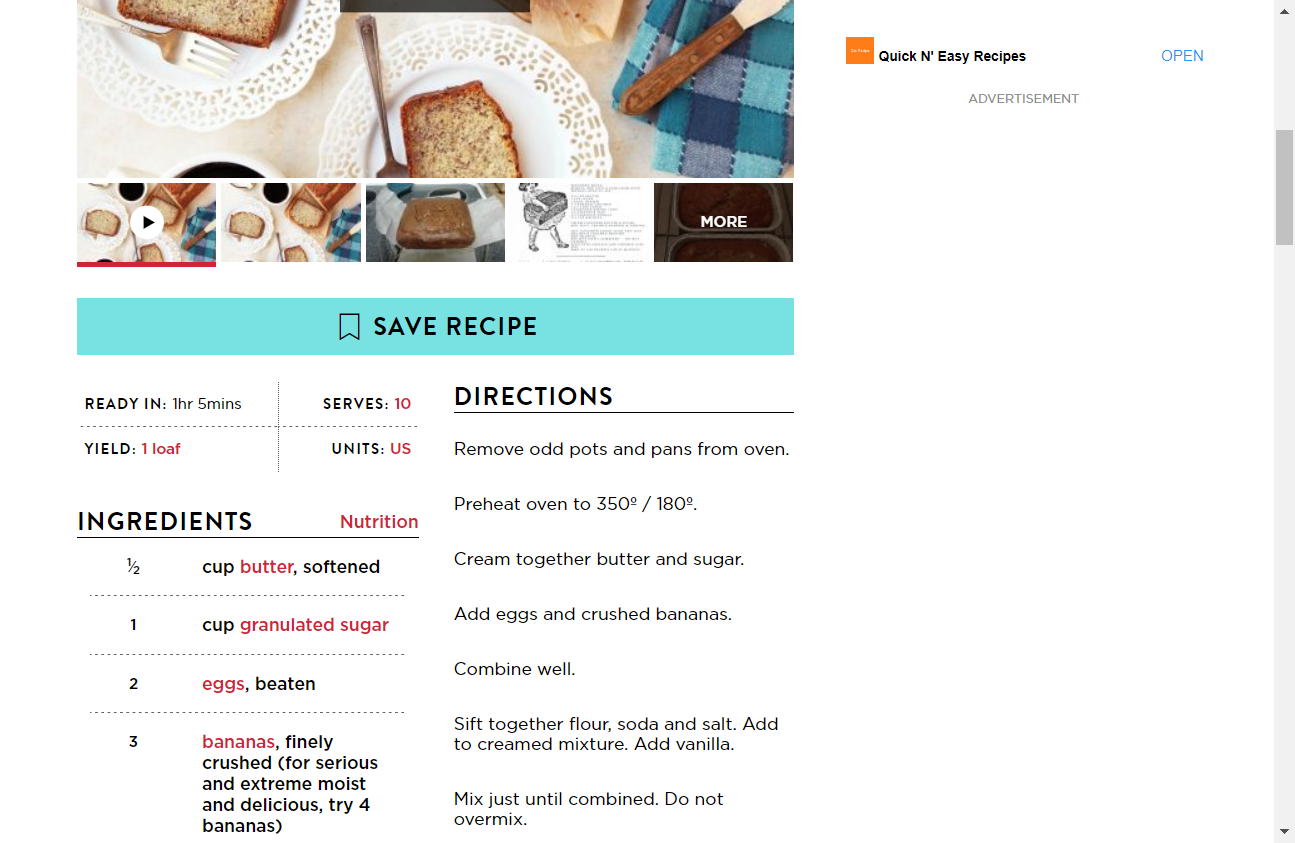 Quick N' Easy Recipes
OPEN
ADVERTISEMENT
MORE
SAVE RECIPE
READY IN: 1hr 5mins
SERVES: 10
YIELD: 1 loaf
UNITS: US
INGREDIENTS
Nutrition
½ cup butter, softened
1 cup granulated sugar
2 eggs, beaten
3 bananas, finely
crushed (for serious
and extreme moist
and delicious, try 4
bananas)
DIRECTIONS
Remove odd pots and pans from oven.
Preheat oven to 350º / 180º.
Cream together butter and sugar.
Add eggs and crushed bananas.
Combine well.
Sift together flour, soda and salt. Add
to creamed mixture. Add vanilla.
Mix just until combined. Do not
overmix.